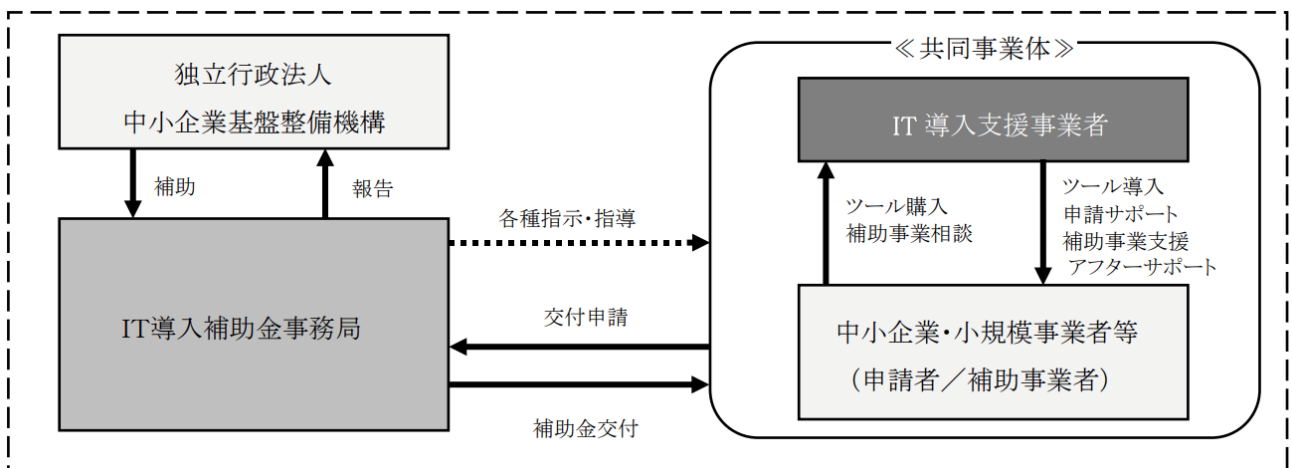 独立行政法人
中小企業基盤整備機構
補助
報告
IT導入補助金事務局
各種指示・指導
交付申請
補助金交付
≪共同事業体≫
IT 導入支援事業者
ツール購入
補助事業相談
ツール導入
申請サポート
補助事業支援
アフターサポート
中小企業・小規模事業者等
（申請者／補助事業者）